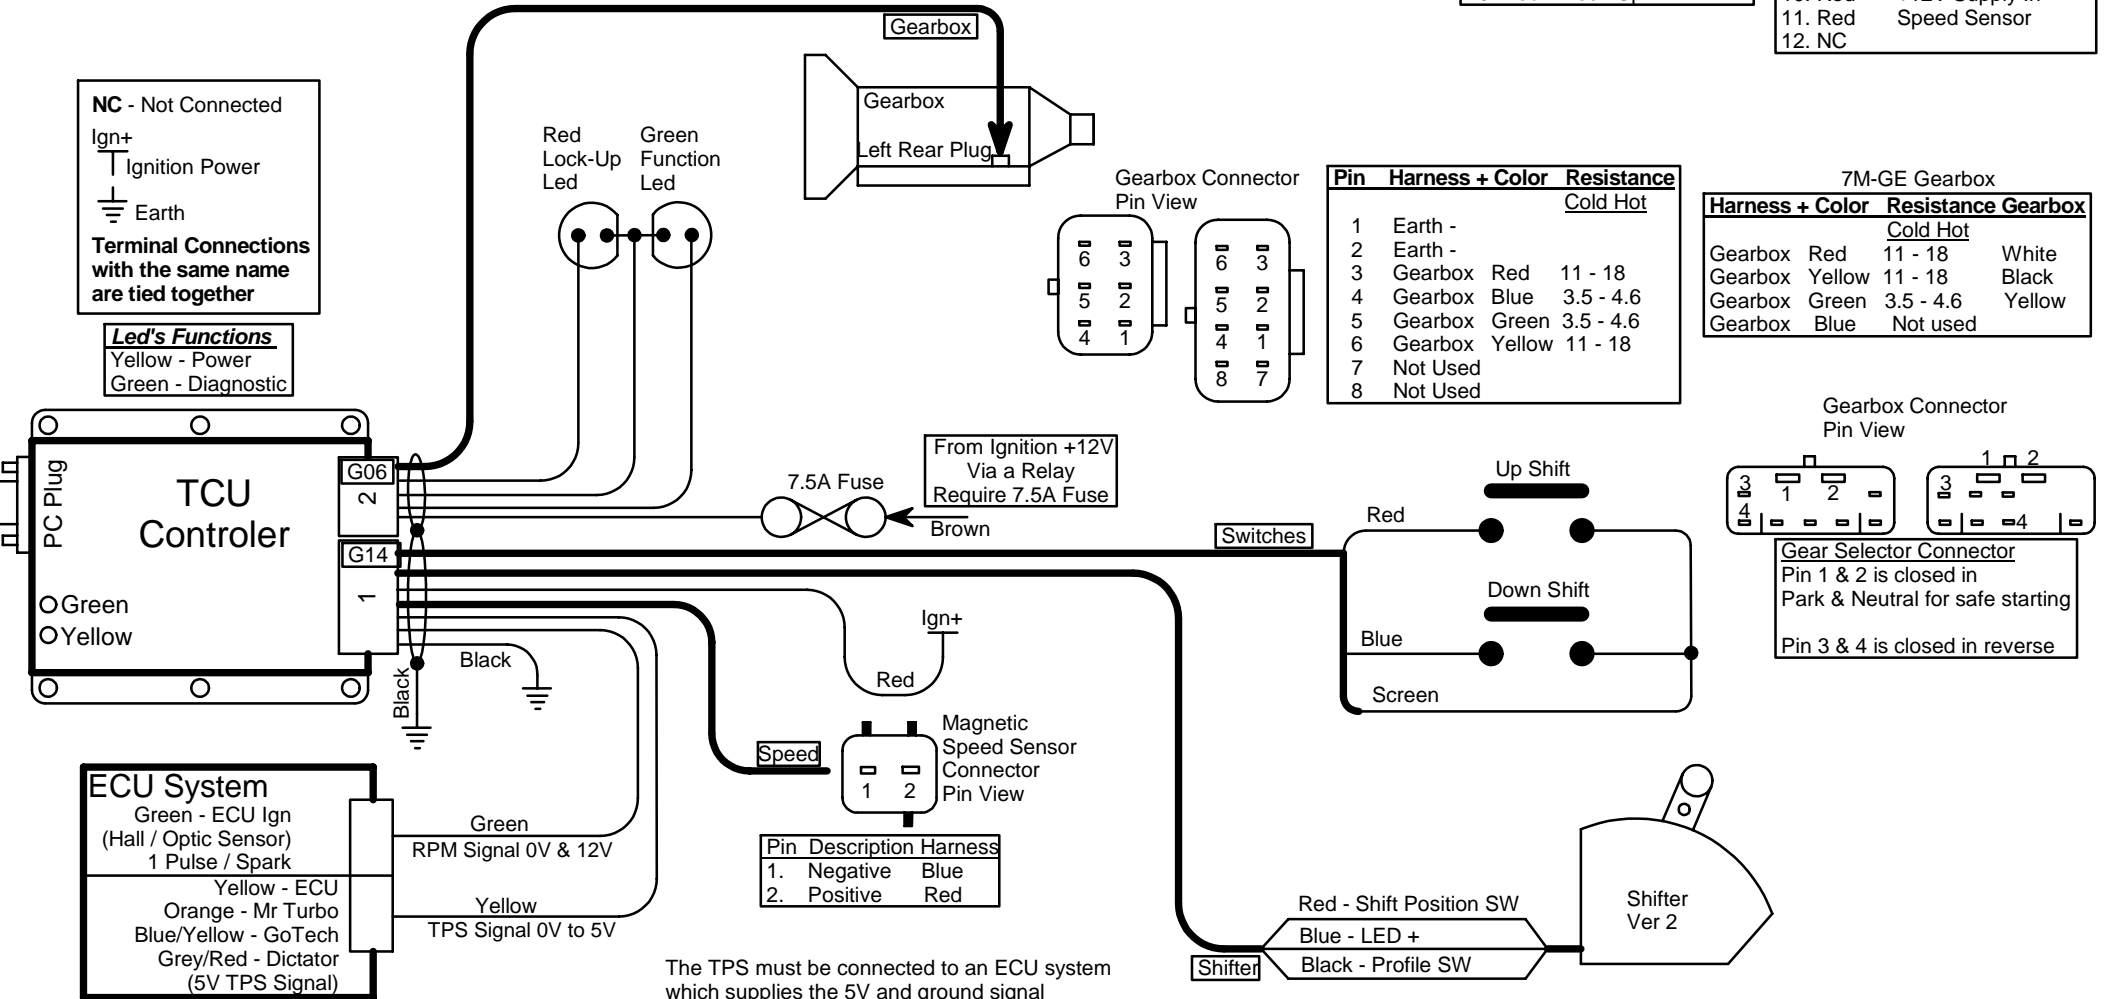 Gearbox
11. Red Speed Sensor
12. NC
NC - Not Connected
Ign+
Ignition Power
Earth
Terminal Connections
with the same name
are tied together
Led's Functions
Yellow - Power
Green - Diagnostic
Red
Lock-Up
Led
Green
Function
Led
Gearbox
Left Rear Plug
Gearbox Connector
Pin View
6 3
5 2
4 1
6 3
5 2
4 1
8 7
Pin Harness + Color Resistance
Cold Hot
1 Earth -
2 Earth -
3 Gearbox Red 11 - 18
4 Gearbox Blue 3.5 - 4.6
5 Gearbox Green 3.5 - 4.6
6 Gearbox Yellow 11 - 18
7 Not Used
8 Not Used
7M-GE Gearbox
Harness + Color Resistance Gearbox
Cold Hot
Gearbox Red 11 - 18 White
Gearbox Yellow 11 - 18 Black
Gearbox Green 3.5 - 4.6 Yellow
Gearbox Blue Not used
Gearbox Connector
Pin View
3 1 2
4
1 2
3
4
Gear Selector Connector
Pin 1 & 2 is closed in
Park & Neutral for safe starting
Pin 3 & 4 is closed in reverse
PC Plug
TCU
Controler
Green
Yellow
G06
2
G14
1
7.5A Fuse
From Ignition +12V
Via a Relay
Require 7.5A Fuse
Brown
Switches
Up Shift
Red
Down Shift
Blue
Screen
Black
Black
Ign+
Red
Speed
Magnetic
Speed Sensor
Connector
Pin View
1 2
Pin Description Harness
1. Negative Blue
2. Positive Red
ECU System
Green - ECU Ign
(Hall / Optic Sensor)
1 Pulse / Spark
Yellow - ECU
Orange - Mr Turbo
Blue/Yellow - GoTech
Grey/Red - Dictator
(5V TPS Signal)
Green
RPM Signal 0V & 12V
Yellow
TPS Signal 0V to 5V
The TPS must be connected to an ECU system
which supplies the 5V and ground signal
Shifter
Red - Shift Position SW
Blue - LED +
Black - Profile SW
Shifter
Ver 2